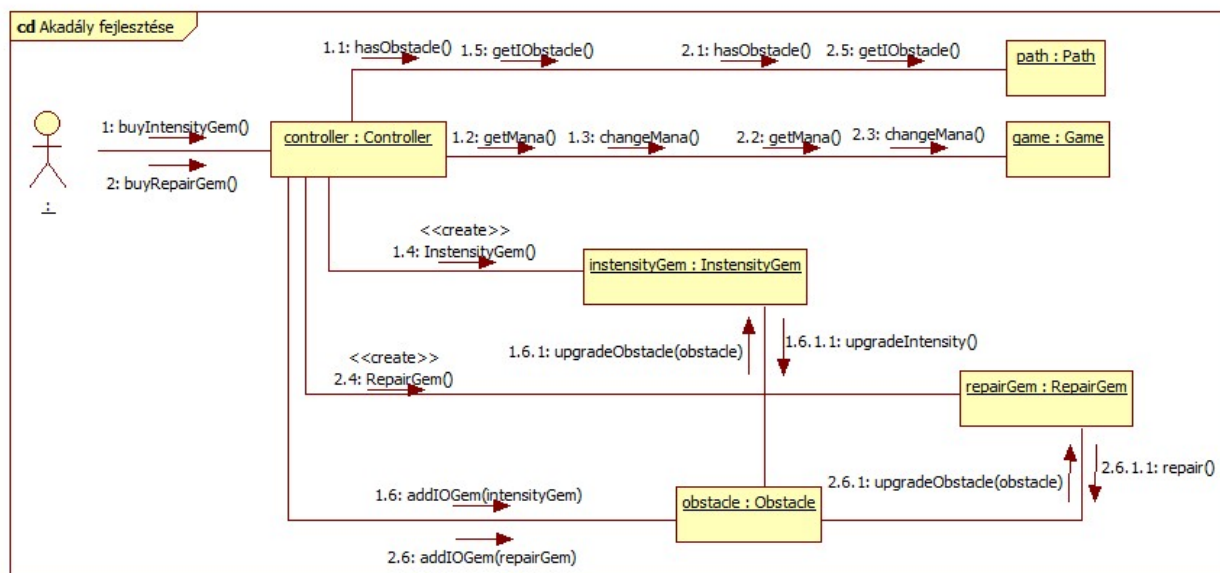 cd Akadály fejlesztése
1.1: hasObstacle()
1.5: getIObstacle()
2.1: hasObstacle()
2.5: getIObstacle()
path : Path
1: buyIntensityGem()
2: buyRepairGem()
:
controller : Controller
1.2: getMana()
1.3: changeMana()
2.2: getMana()
2.3: changeMana()
game : Game
<<create>>
1.4: InstensityGem()
instensityGem : InstensityGem
1.6.1: upgradeObstacle(obstacle)
1.6.1.1: upgradeIntensity()
<<create>>
2.4: RepairGem()
repairGem : RepairGem
2.6.1: upgradeObstacle(obstacle)
2.6.1.1: repair()
1.6: addIOGem(intensityGem)
obstacle : Obstacle
2.6: addIOGem(repairGem)